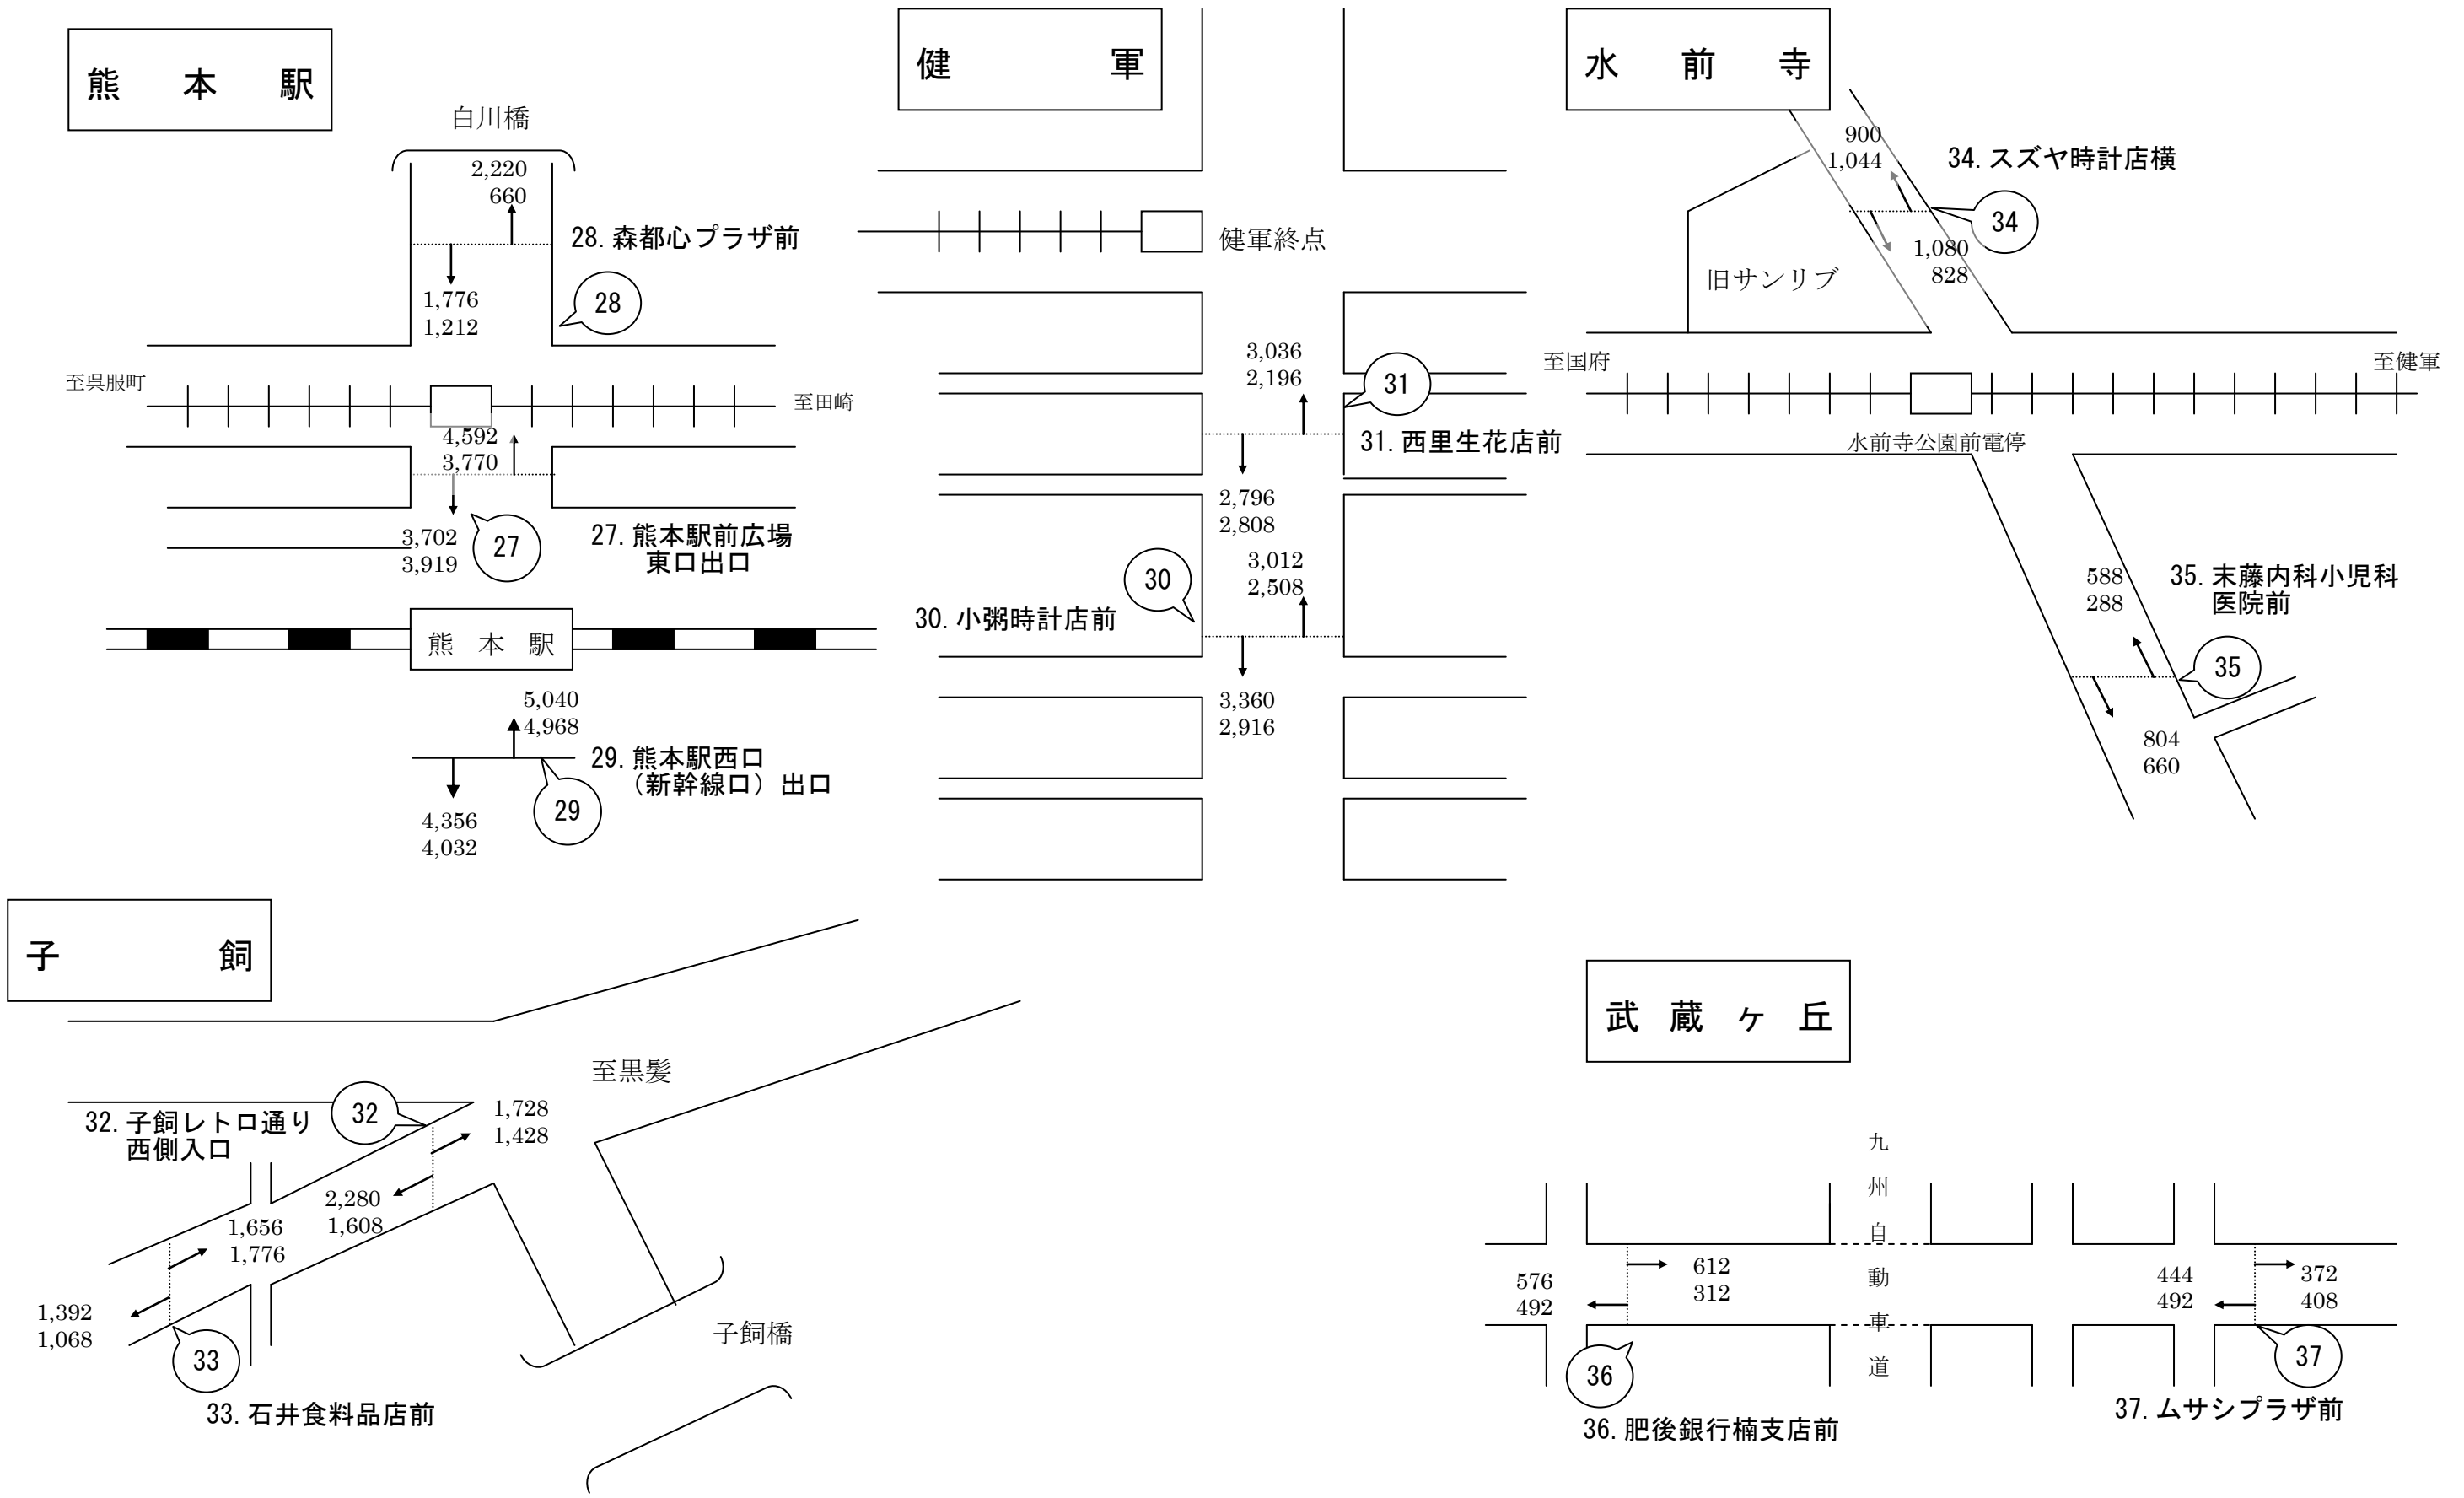 熊本駅
白川橋
2,220
660
28.森都心プラザ前
28
1,776
1,212
至呉服町
至田崎
4,592
3,770
3,702
3,919
27
27.熊本駅前広場
東口出口
熊本駅
5,040
4,968
29.熊本駅西口
（新幹線口）出口
29
4,356
4,032
健軍
健軍終点
3,036
2,196
31
31.西里生花店前
2,796
2,808
3,012
2,508
30
30.小粥時計店前
3,360
2,916
水前寺
900
1,044
34.スズヤ時計店横
34
1,080
828
旧サンリブ
至国府
至健軍
水前寺公園前電停
588
288
35.末藤内科小児科
医院前
35
804
660
子飼
至黒髪
32
32.子飼レトロ通り
西側入口
1,728
1,428
2,280
1,608
1,656
1,776
1,392
1,068
33
33.石井食料品店前
子飼橋
武蔵ヶ丘
九州自動車道
576
492
612
312
444
492
372
408
36
36.肥後銀行楠支店前
37
37.ムサシプラザ前